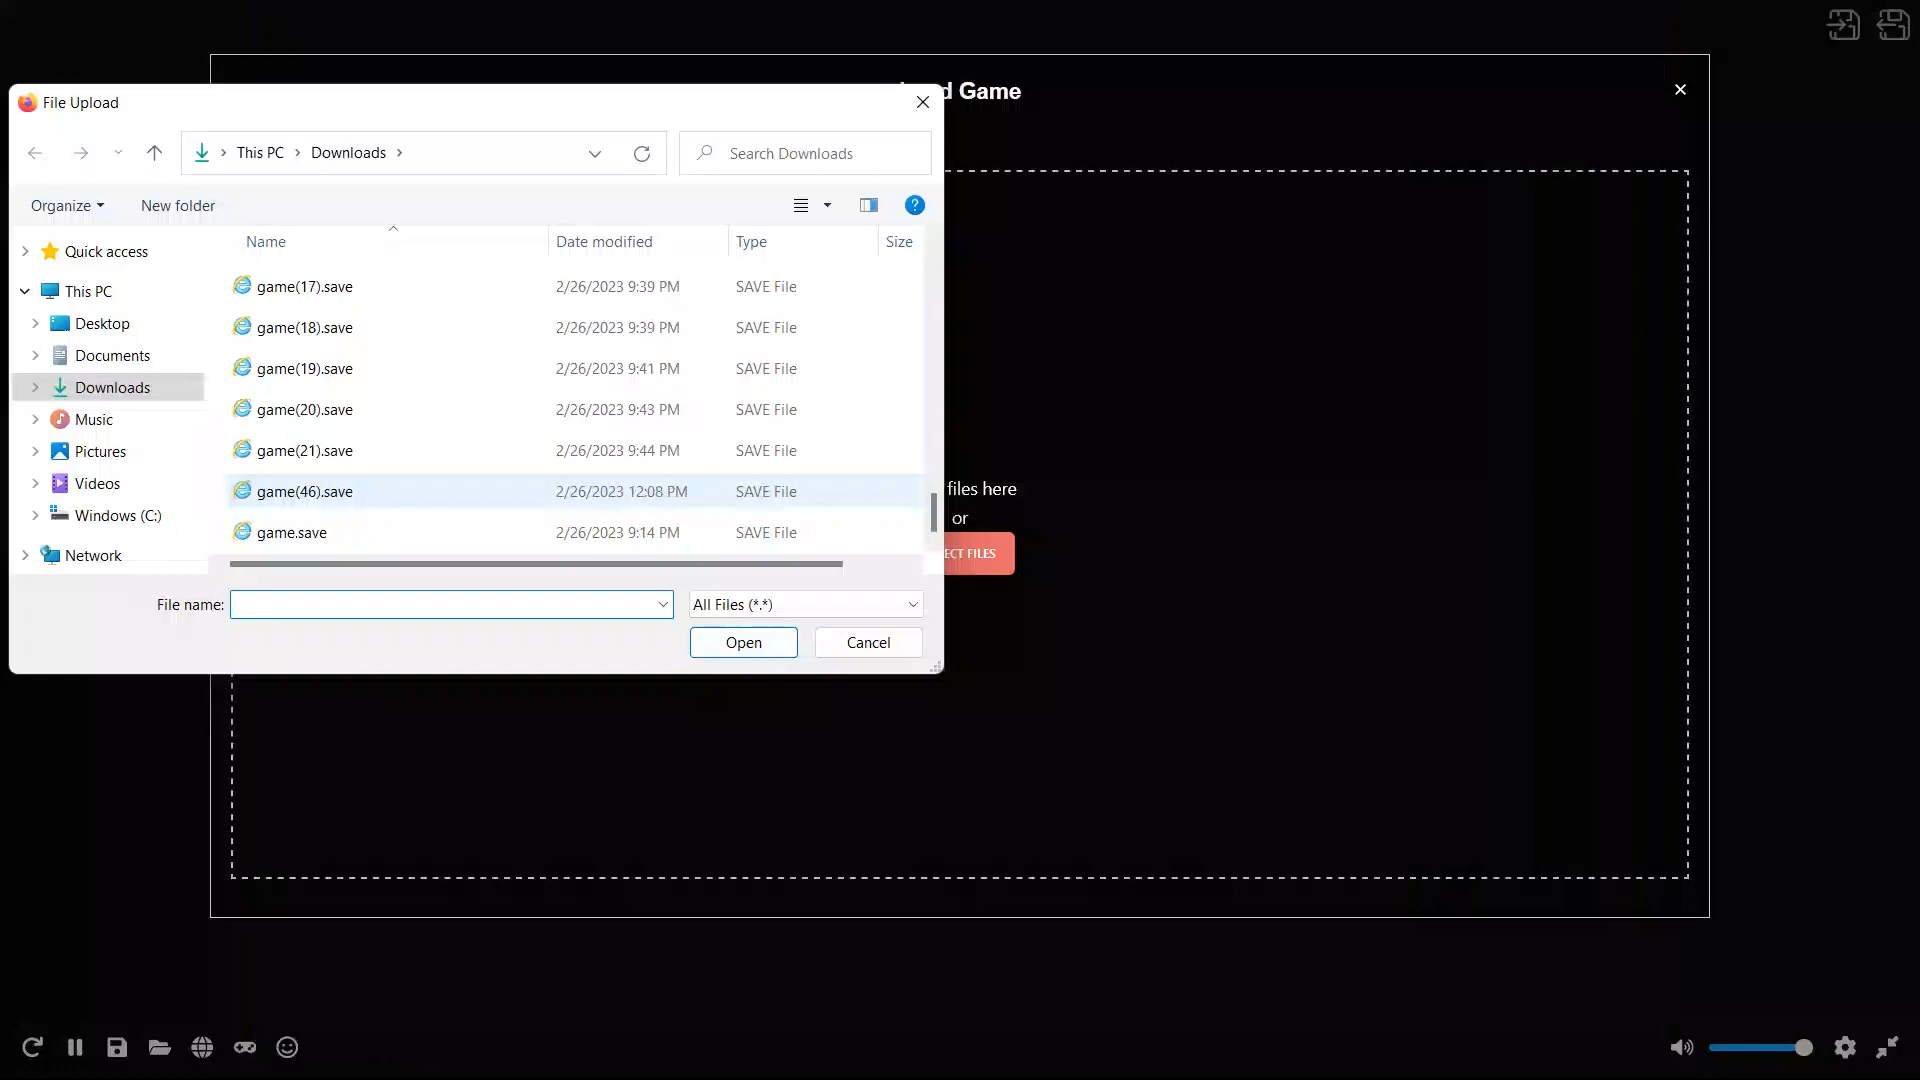 File Upload
d Game
This PC
Downloads
Search Downloads
Organize
New folder
Name
Date modified
Type
Size
Quick access
This PC
Desktop
Documents
Downloads
Music
Pictures
Videos
Windows (C:)
Network
game(17).save 2/26/2023 9:39 PM SAVE File
game(18).save 2/26/2023 9:39 PM SAVE File
game(19).save 2/26/2023 9:41 PM SAVE File
game(20).save 2/26/2023 9:43 PM SAVE File
game(21).save 2/26/2023 9:44 PM SAVE File
game(46).save 2/26/2023 12:08 PM SAVE File
game.save 2/26/2023 9:14 PM SAVE File
files here
or
ECT FILES
File name:
All Files (*.*)
Open
Cancel